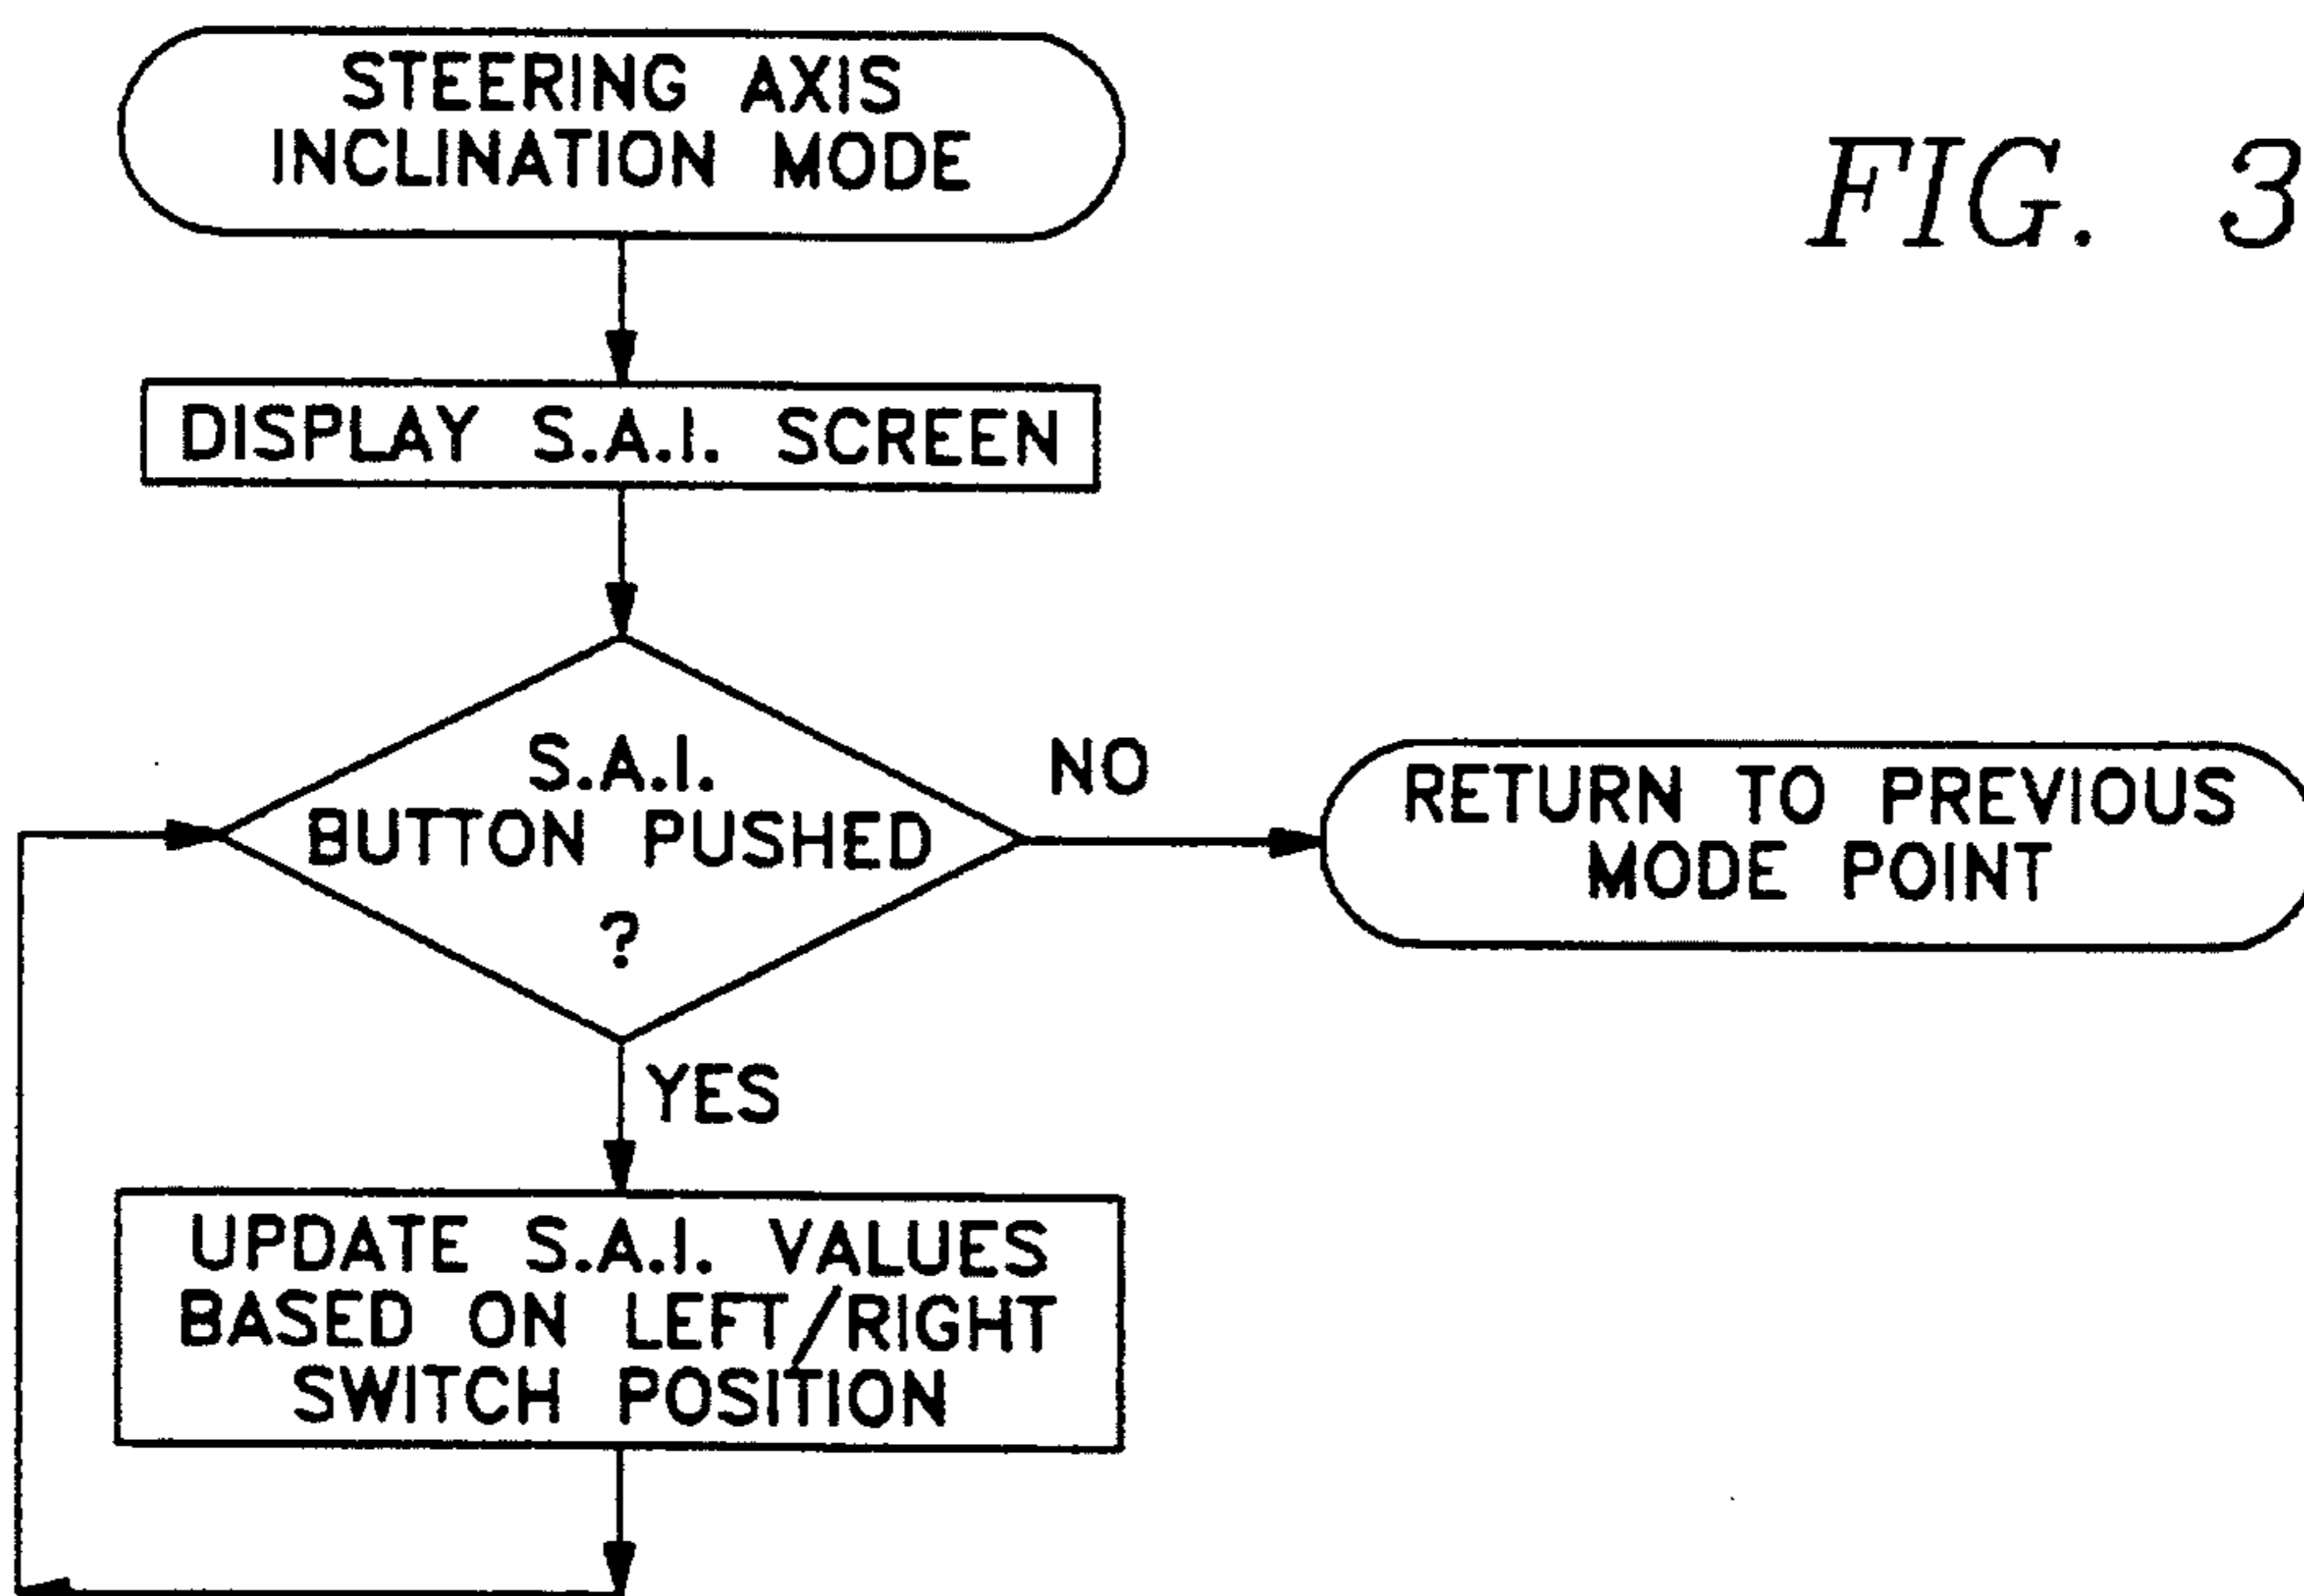 STEERING AXIS
INCLINATION MODE
FIG. 3
DISPLAY S.A.I. SCREEN
S.A.I.
BUTTON PUSHED
?
NO
RETURN TO PREVIOUS
MODE POINT
YES
UPDATE S.A.I. VALUES
BASED ON LEFT/RIGHT
SWITCH POSITION